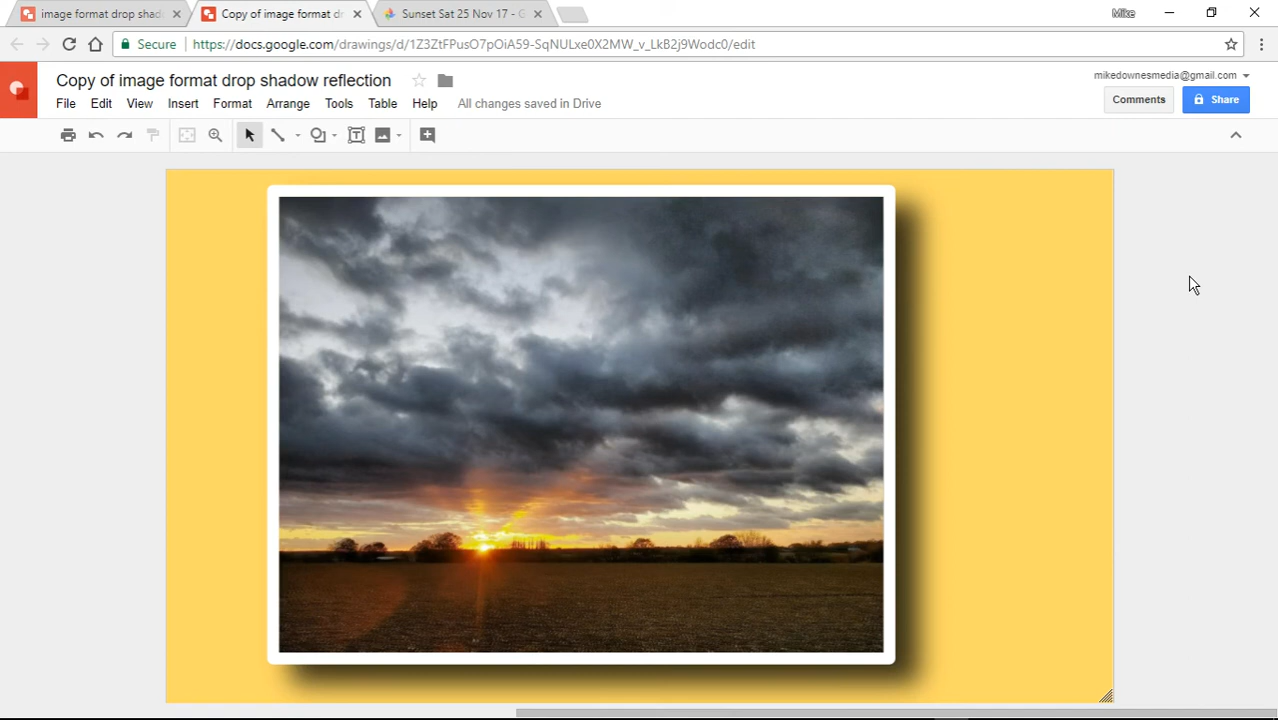 image format drop shad
Copy of image format dr
Sunset Sat 25 Nov 17 - G
Mike
Secure
https://docs.google.com/drawings/d/1Z3ZtFPusO7pOiA59-SqNULxe0X2MW_v_LkB2j9Wodc0/edit
Copy of image format drop shadow reflection
mikedownesmedia@gmail.com
File Edit View Insert Format Arrange Tools Table Help All changes saved in Drive
Comments
Share